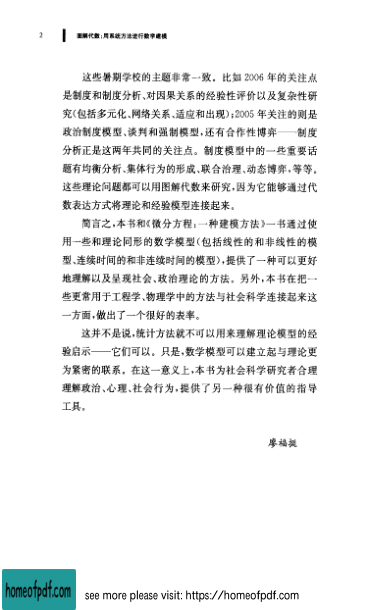 2
图解代数:用系统方法进行数学建模
这些暑期学校的主题非常一致。比如 2006 年的关注点
是制度和制度分析、对因果关系的经验性评价以及复杂性研
究(包括多元化、网络关系、适应和出现);2005 年关注的则是
政治制度模型、谈判和强制模型,还有合作性博弈——制度
分析正是这两年共同的关注点。制度模型中的一些重要话
题有均衡分析、集体行为的形成、联合治理、动态博弈,等等。
这些理论问题都可以用图解代数来研究,因为它能够通过代
数表达方式将理论和经验模型连接起来。
简言之,本书和《微分方程:一种建模方法》一书通过使
用一些和理论同形的数学模型(包括线性的和非线性的模
型、连续时间的和非连续时间的模型),提供了一种可以更好
地理解以及呈现社会、政治理论的方法。另外,本书在把一
些更常用于工程学、物理学中的方法与社会科学连接起来这
一方面,做出了一个很好的表率。
这并不是说,统计方法就不可以用来理解理论模型的经
验启示——它们可以。只是,数学模型可以建立起与理论更
为紧密的联系。在这一意义上,本书为社会科学研究者合理
理解政治、心理、社会行为,提供了另一种很有价值的指导
工具。
廖福挺
homeofpdf.com
see more please visit: https://homeofpdf.com